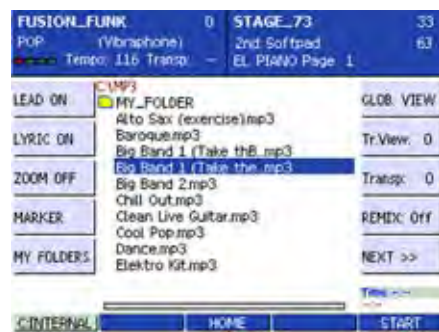 FUSION_FUNK 0 STAGE_73 33
POP (Vibraphone) 2nd: Softpad 63
Tempo: 116 Transp: - EL. PIANO Page 1
C:\MP3
LEAD ON MY_FOLDER GLOB. VIEW
Alto Sax (exercise)mp3
LYRIC ON Baroque.mp3 Tr.View: 0
Big Band 1 (Take thB..mp3
Big Band 1 (Take the..mp3
ZOOM OFF Big Band 2.mp3 Transp: 0
Chill Out.mp3
MARKER Clean Live Guitar.mp3 REMIX: Off
Cool Pop.mp3
MY FOLDERS Dance.mp3 NEXT >>
Elektro Kit.mp3
Time
C:INTERNAL HOME START